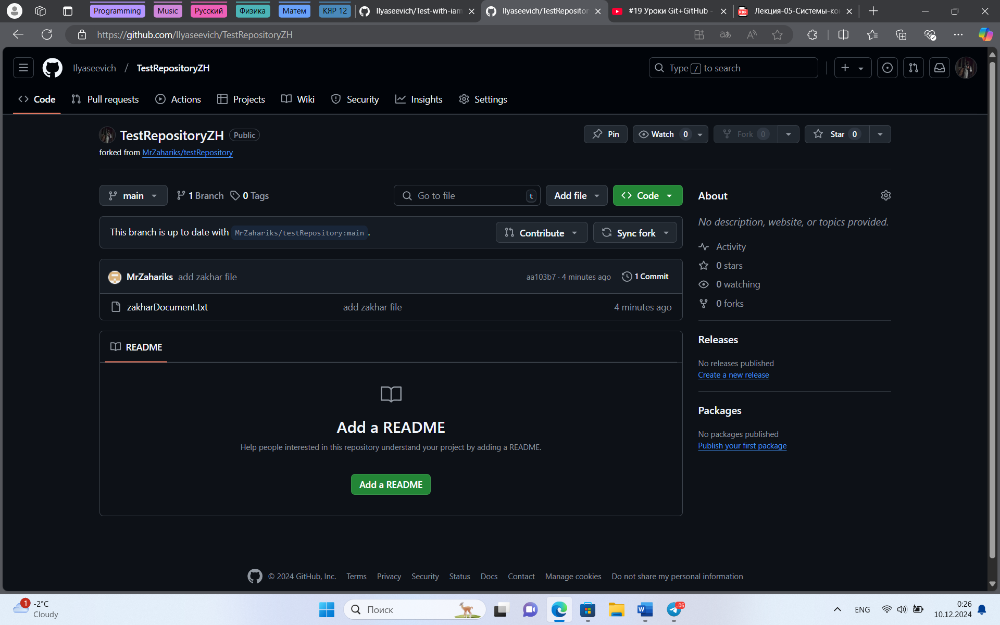 Programming Music Русский Физика Матем КЯР 12 Ilyaseevich/Test-with-iam Ilyaseevich/TestRepositor #19 Уроки Git+GitHub - Лекция-05-Системы-ко
https://github.com/Ilyaseevich/TestRepositoryZH
Ilyaseevich / TestRepositoryZH Type / to search
Code Pull requests Actions Projects Wiki Security Insights Settings
TestRepositoryZH Public Pin Watch 0 Fork 0 Star 0
forked from MrZahariks/testRepository
main 1 Branch 0 Tags Go to file t Add file Code About
No description, website, or topics provided.
This branch is up to date with MrZahariks/testRepository:main . Contribute Sync fork
Activity
0 stars
MrZahariks add zakhar file aa103b7 · 4 minutes ago 1 Commit
0 watching
zakharDocument.txt add zakhar file 4 minutes ago
0 forks
README
Releases
No releases published
Create a new release
Packages
Add a README
No packages published
Help people interested in this repository understand your project by adding a README.
Publish your first package
Add a README
© 2024 GitHub, Inc. Terms Privacy Security Status Docs Contact Manage cookies Do not share my personal information
1 -2°C
Cloudy
Поиск
.06
ENG
0:26
10.12.2024